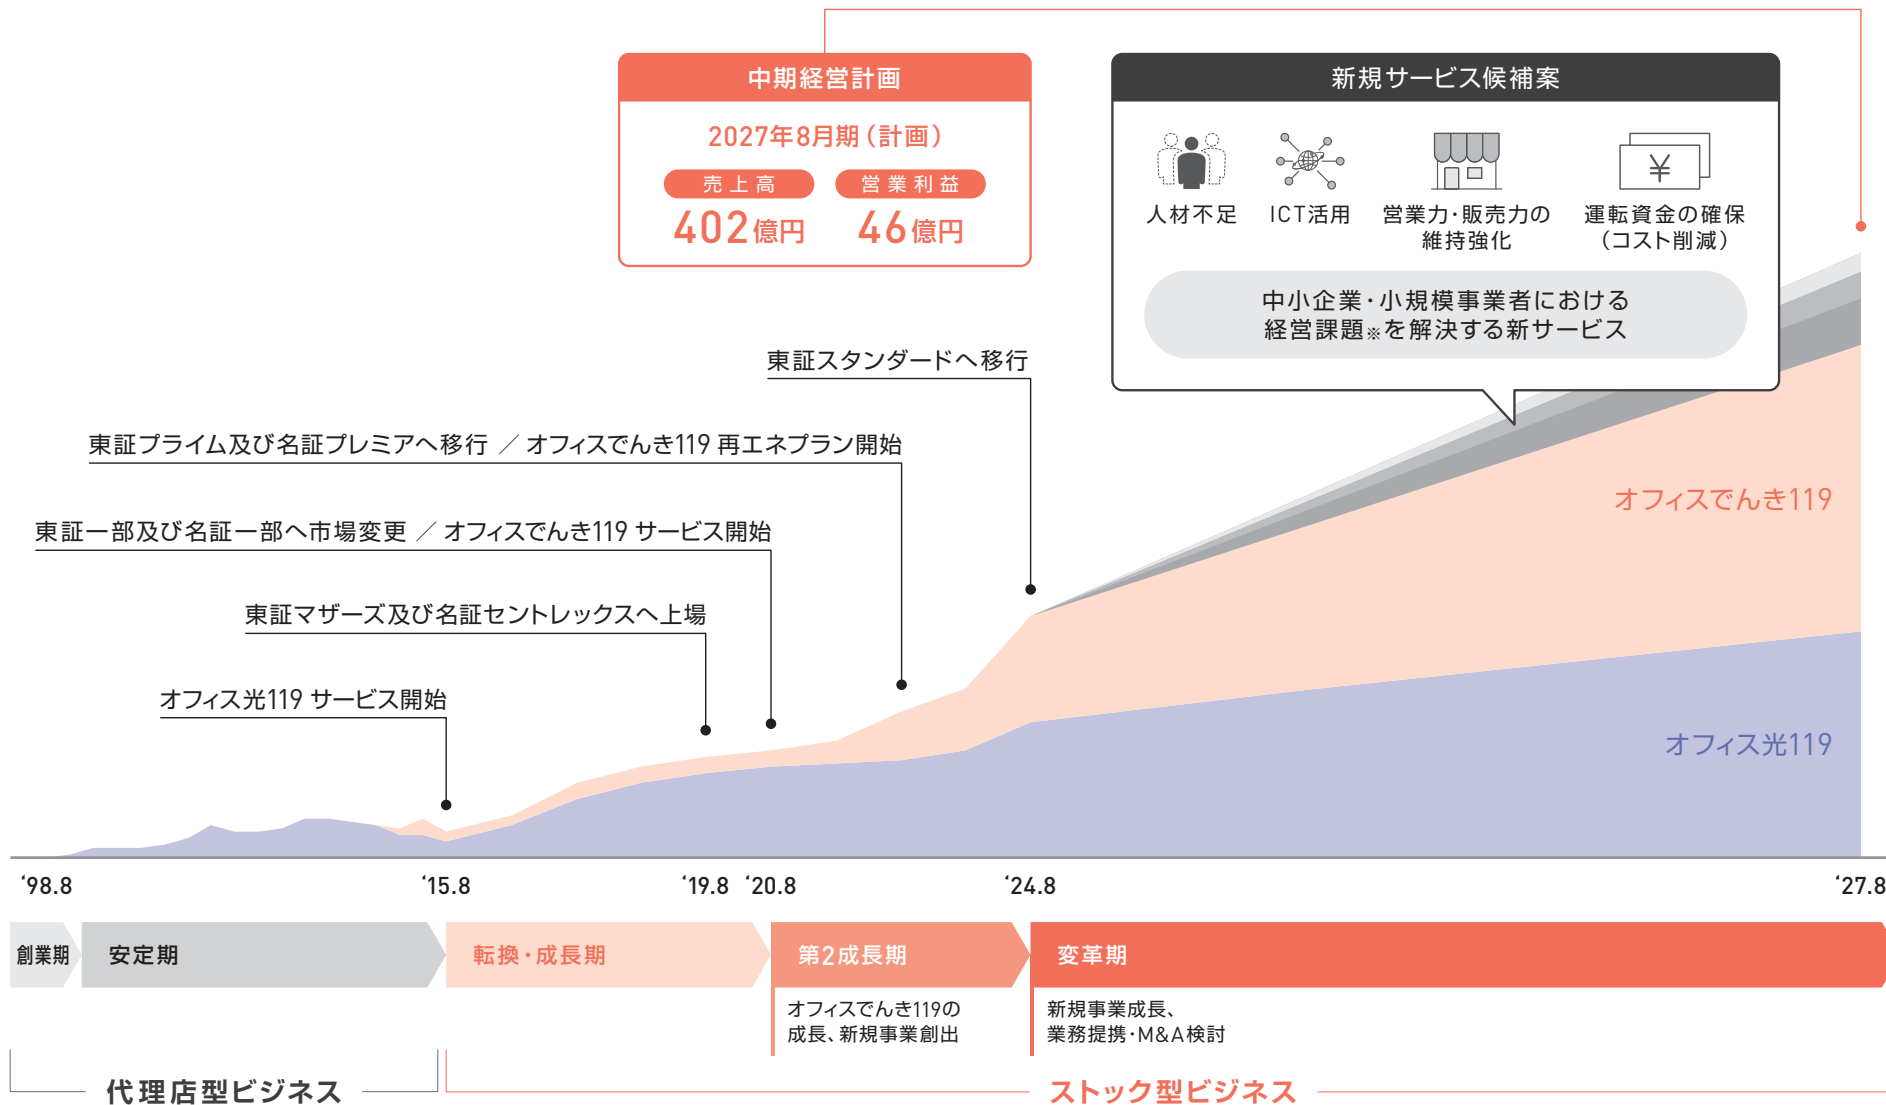 中期経営計画
2027年8月期（計画）
売上高
営業利益
402億円
46億円
新規サービス候補案
人材不足
ICT活用
営業力・販売力の
維持強化
運転資金の確保
（コスト削減）
中小企業・小規模事業者における
経営課題※を解決する新サービス
東証スタンダードへ移行
東証プライム及び名証プレミアへ移行 ／ オフィスでんき119 再エネプラン開始
東証一部及び名証一部へ市場変更 ／ オフィスでんき119 サービス開始
東証マザーズ及び名証セントレックスへ上場
オフィス光119 サービス開始
オフィスでんき119
オフィス光119
‘98.8
‘15.8
‘19.8
‘20.8
‘24.8
‘27.8
創業期
安定期
転換・成長期
第2成長期
変革期
オフィスでんき119の
成長、新規事業創出
新規事業成長、
業務提携・M&A検討
代理店型ビジネス
ストック型ビジネス